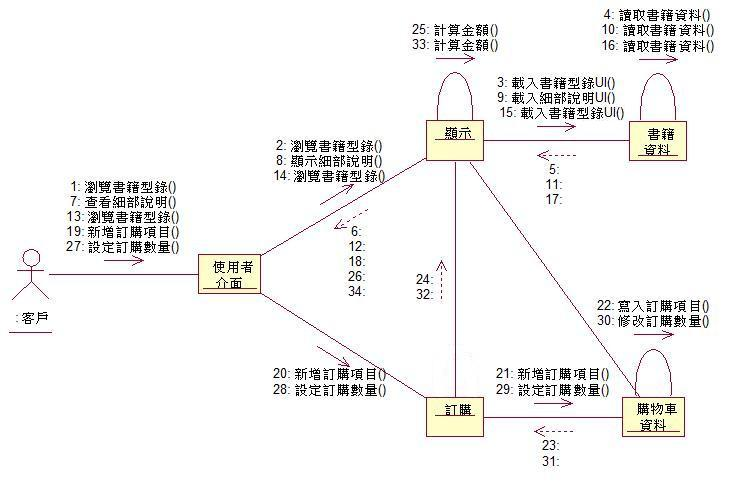 25: 計算金額()
33: 計算金額()
4: 讀取書籍資料()
10: 讀取書籍資料()
16: 讀取書籍資料()
3: 載入書籍型錄UI()
9: 載入細部說明UI()
15: 載入書籍型錄UI()
顯示
書籍
資料
2: 瀏覽書籍型錄()
8: 顯示細部說明()
14: 瀏覽書籍型錄()
5:
11:
17:
1: 瀏覽書籍型錄()
7: 查看細部說明()
13: 瀏覽書籍型錄()
19: 新增訂購項目()
27: 設定訂購數量()
6:
12:
18:
26:
34:
使用者
介面
: 客戶
24:
32:
22: 寫入訂購項目()
30: 修改訂購數量()
20: 新增訂購項目()
28: 設定訂購數量()
21: 新增訂購項目()
29: 設定訂購數量()
訂購
購物車
資料
23:
31: